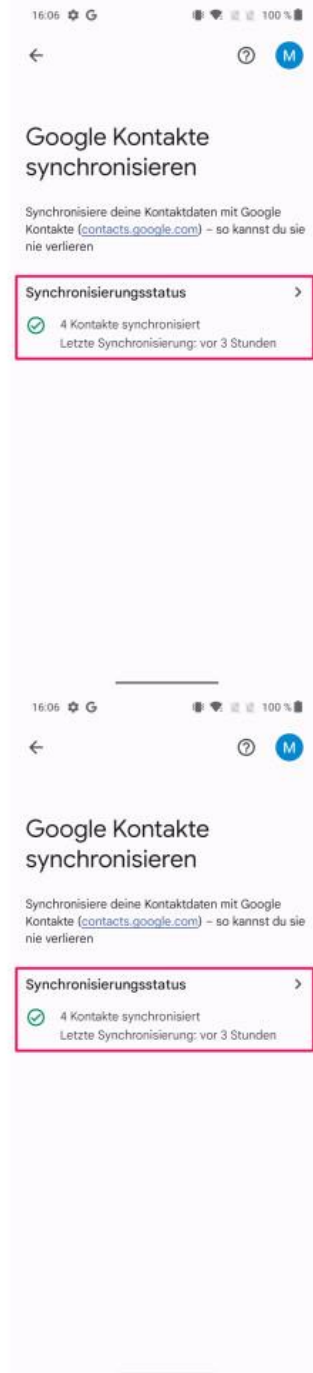 16:06 G 100 %
M
Google Kontakte
synchronisieren
Synchronisiere deine Kontaktdaten mit Google
Kontakte (contacts.google.com) – so kannst du sie
nie verlieren
Synchronisierungsstatus
4 Kontakte synchronisiert
Letzte Synchronisierung: vor 3 Stunden
16:06 G 100 %
M
Google Kontakte
synchronisieren
Synchronisiere deine Kontaktdaten mit Google
Kontakte (contacts.google.com) – so kannst du sie
nie verlieren
Synchronisierungsstatus
4 Kontakte synchronisiert
Letzte Synchronisierung: vor 3 Stunden